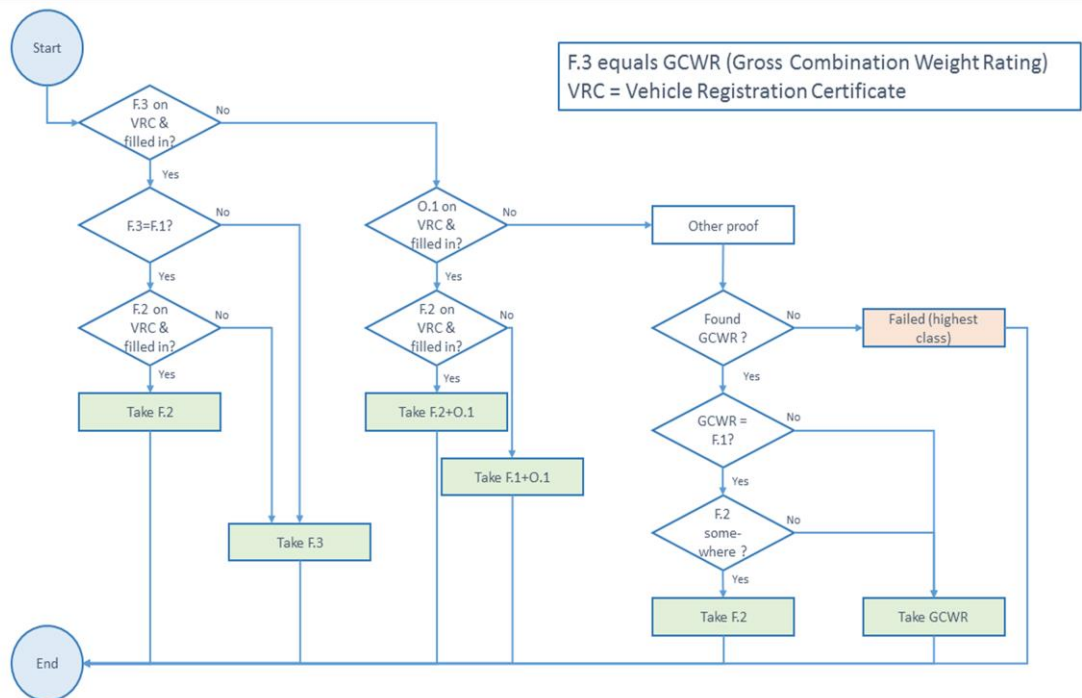 Start
F.3 equals GCWR (Gross Combination Weight Rating)
VRC = Vehicle Registration Certificate
F.3 on
VRC &
filled in?
No
Yes
F.3=F.1?
No
Yes
F.2 on
VRC &
filled in?
No
Yes
Take F.2
Take F.3
O.1 on
VRC &
filled in?
No
Yes
F.2 on
VRC &
filled in?
No
Yes
Take F.2+O.1
Take F.1+O.1
Other proof
Found
GCWR ?
No
Failed (highest
class)
Yes
GCWR =
F.1?
No
Yes
F.2
some-
where ?
No
Yes
Take F.2
Take GCWR
End